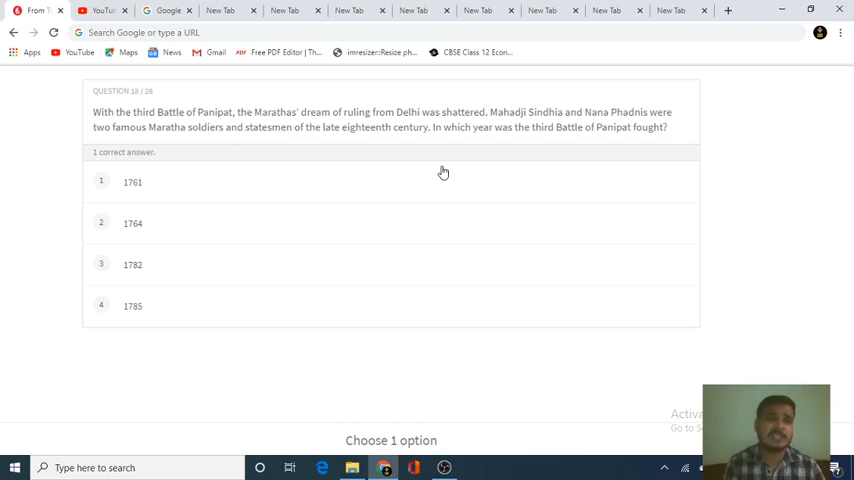 From T
YouTu
Google
New Tab
New Tab
New Tab
New Tab
New Tab
New Tab
New Tab
New Tab
Search Google or type a URL
Apps
YouTube
Maps
News
Gmail
Free PDF Editor | Th...
imresizer:Resize ph...
CBSE Class 12 Econ...
QUESTION 18 / 28
With the third Battle of Panipat, the Marathas' dream of ruling from Delhi was shattered. Mahadji Sindhia and Nana Phadnis were
two famous Maratha soldiers and statesmen of the late eighteenth century. In which year was the third Battle of Panipat fought?
1 correct answer.
1 1761
2 1764
3 1782
4 1785
Activa
Go to S
Choose 1 option
Type here to search